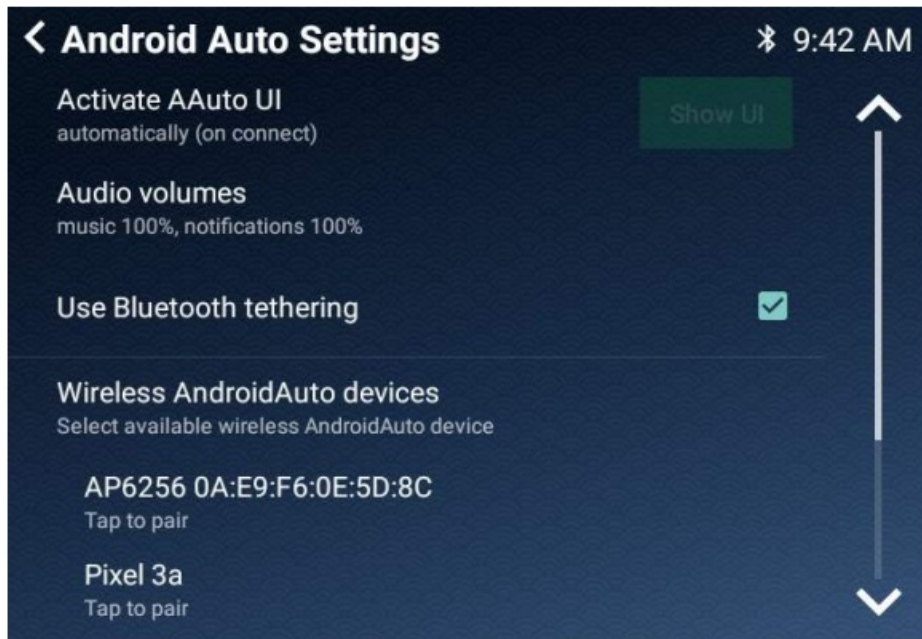 Android Auto Settings
9:42 AM
Activate AAuto UI
automatically (on connect)
Show UI
Audio volumes
music 100%, notifications 100%
Use Bluetooth tethering
Wireless AndroidAuto devices
Select available wireless AndroidAuto device
AP6256 0A:E9:F6:0E:5D:8C
Tap to pair
Pixel 3a
Tap to pair